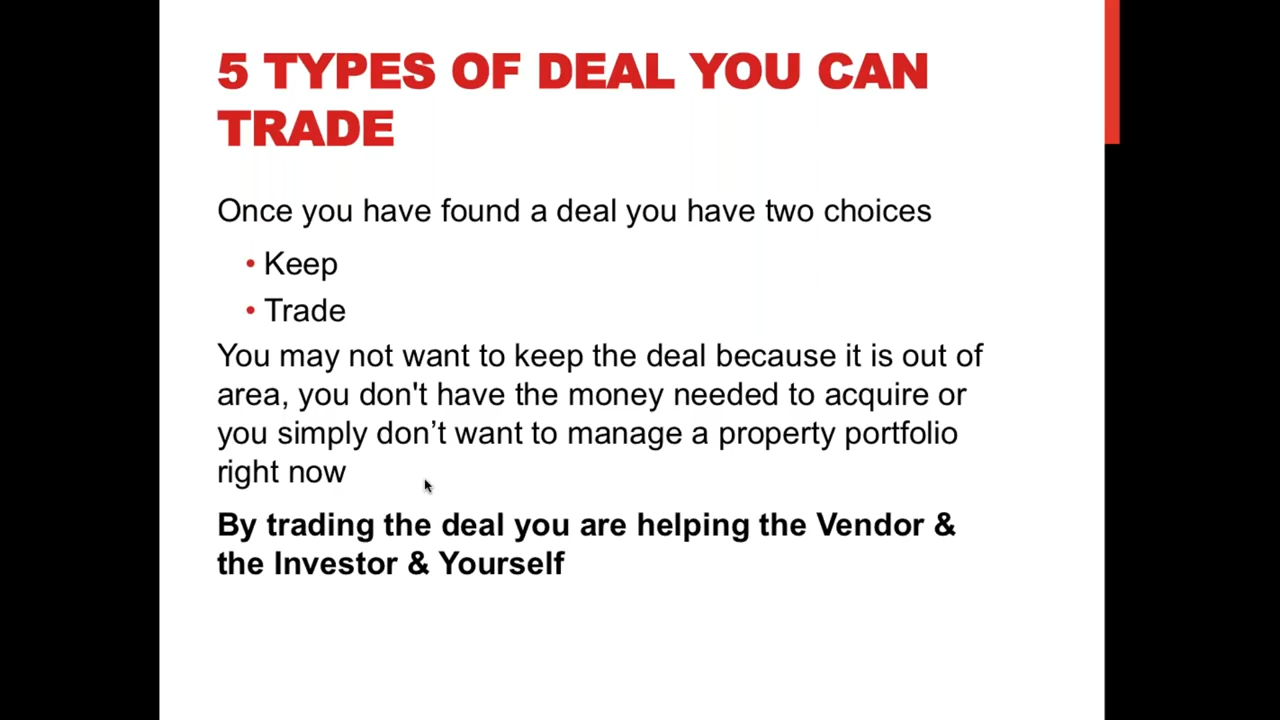 5 TYPES OF DEAL YOU CAN
TRADE
Once you have found a deal you have two choices
• Keep
• Trade
You may not want to keep the deal because it is out of
area, you don't have the money needed to acquire or
you simply don’t want to manage a property portfolio
right now
By trading the deal you are helping the Vendor &
the Investor & Yourself